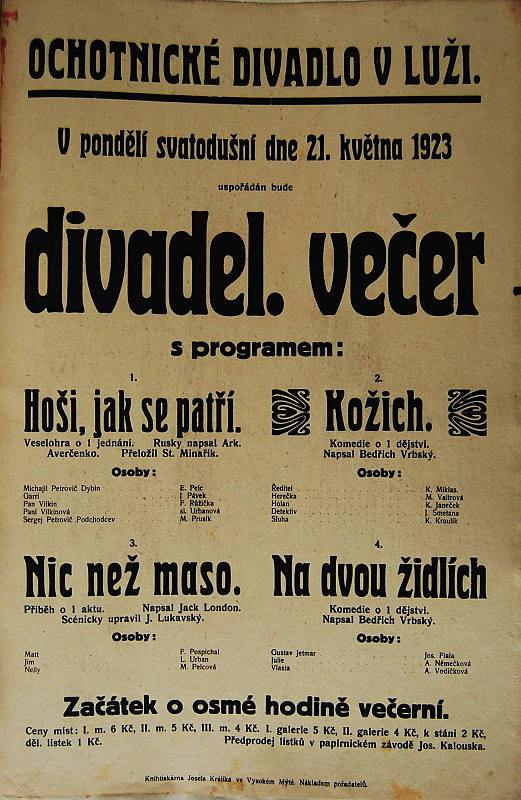 OCHOTNICKÉ DIVADLO V LUŽI.
V pondělí svatodušní dne 21. května 1923
uspořádán bude
divadel. večer
s programem:
1.
Hoši, jak se patří.
Veselohra o 1 jednání. Rusky napsal Ark.
Averčenko. Přeložil St. Minařík.
Osoby:
Michajil Petrovič Dybin E. Pelc
Garri J. Pávek
Pan Vilkin F. Růžička
Paní Vilkinová sl. Urbanová
Sergej Petrovič Podchodcev M. Prusík
2.
Kožich.
Komedie o 1 dějství.
Napsal Bedřich Vrbský.
Osoby:
Ředitel K. Miklas.
Herečka M. Valtrová
Holan K. Janeček
Detektiv J. Smetana
Sluha K. Kroulík
3.
Nic než maso.
Příběh o 1 aktu. Napsal Jack London.
Scénicky upravil J. Lukavský.
Osoby:
Matt F. Pospíchal
Jim L. Urban
Nelly M. Pelcová
4.
Na dvou židlích
Komedie o 1 dějství.
Napsal Bedřich Vrbský.
Osoby:
Gustav Jetmar Jos. Fiala
Julie A. Němečková
Vlasta A. Vodičková
Začátek o osmé hodině večerní.
Ceny míst: I. m. 6 Kč, II. m. 5 Kč, III. m. 4 Kč. I. galerie 5 Kč, II. galerie 4 Kč, k stání 2 Kč,
děl. lístek 1 Kč. Předprodej lístků v papírnickém závodě Jos. Kalouska.
Knihtiskárna Josefa Králíka ve Vysokém Mýtě. Nákladem pořadatelů.